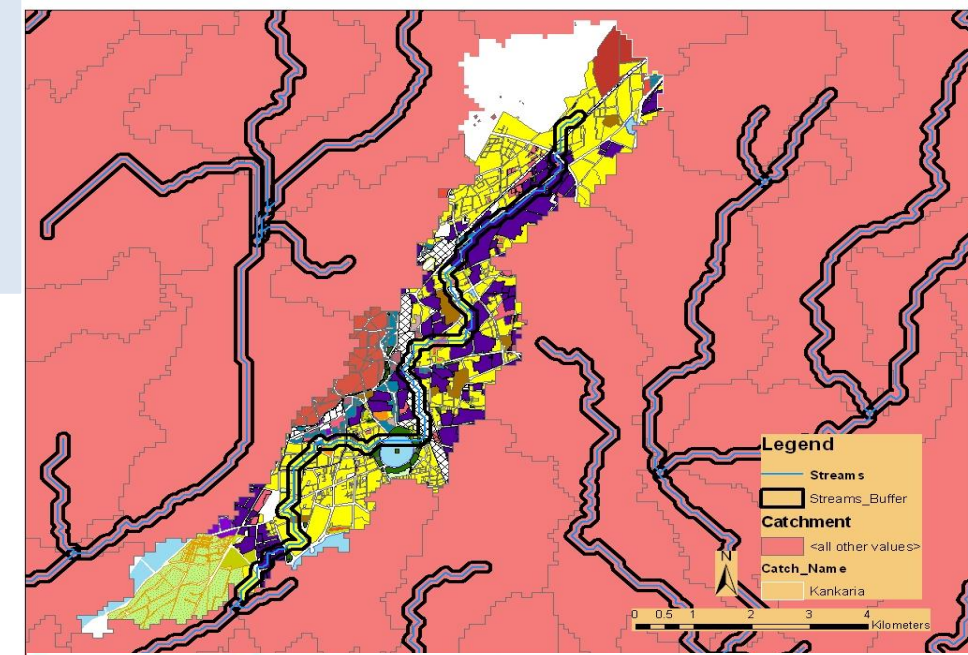 Legend
Streams
Streams_Buffer
Catchment
<all other values>
Catch_Name
Kankaria
N
0 0.5 1 2 3 4
Kilometers